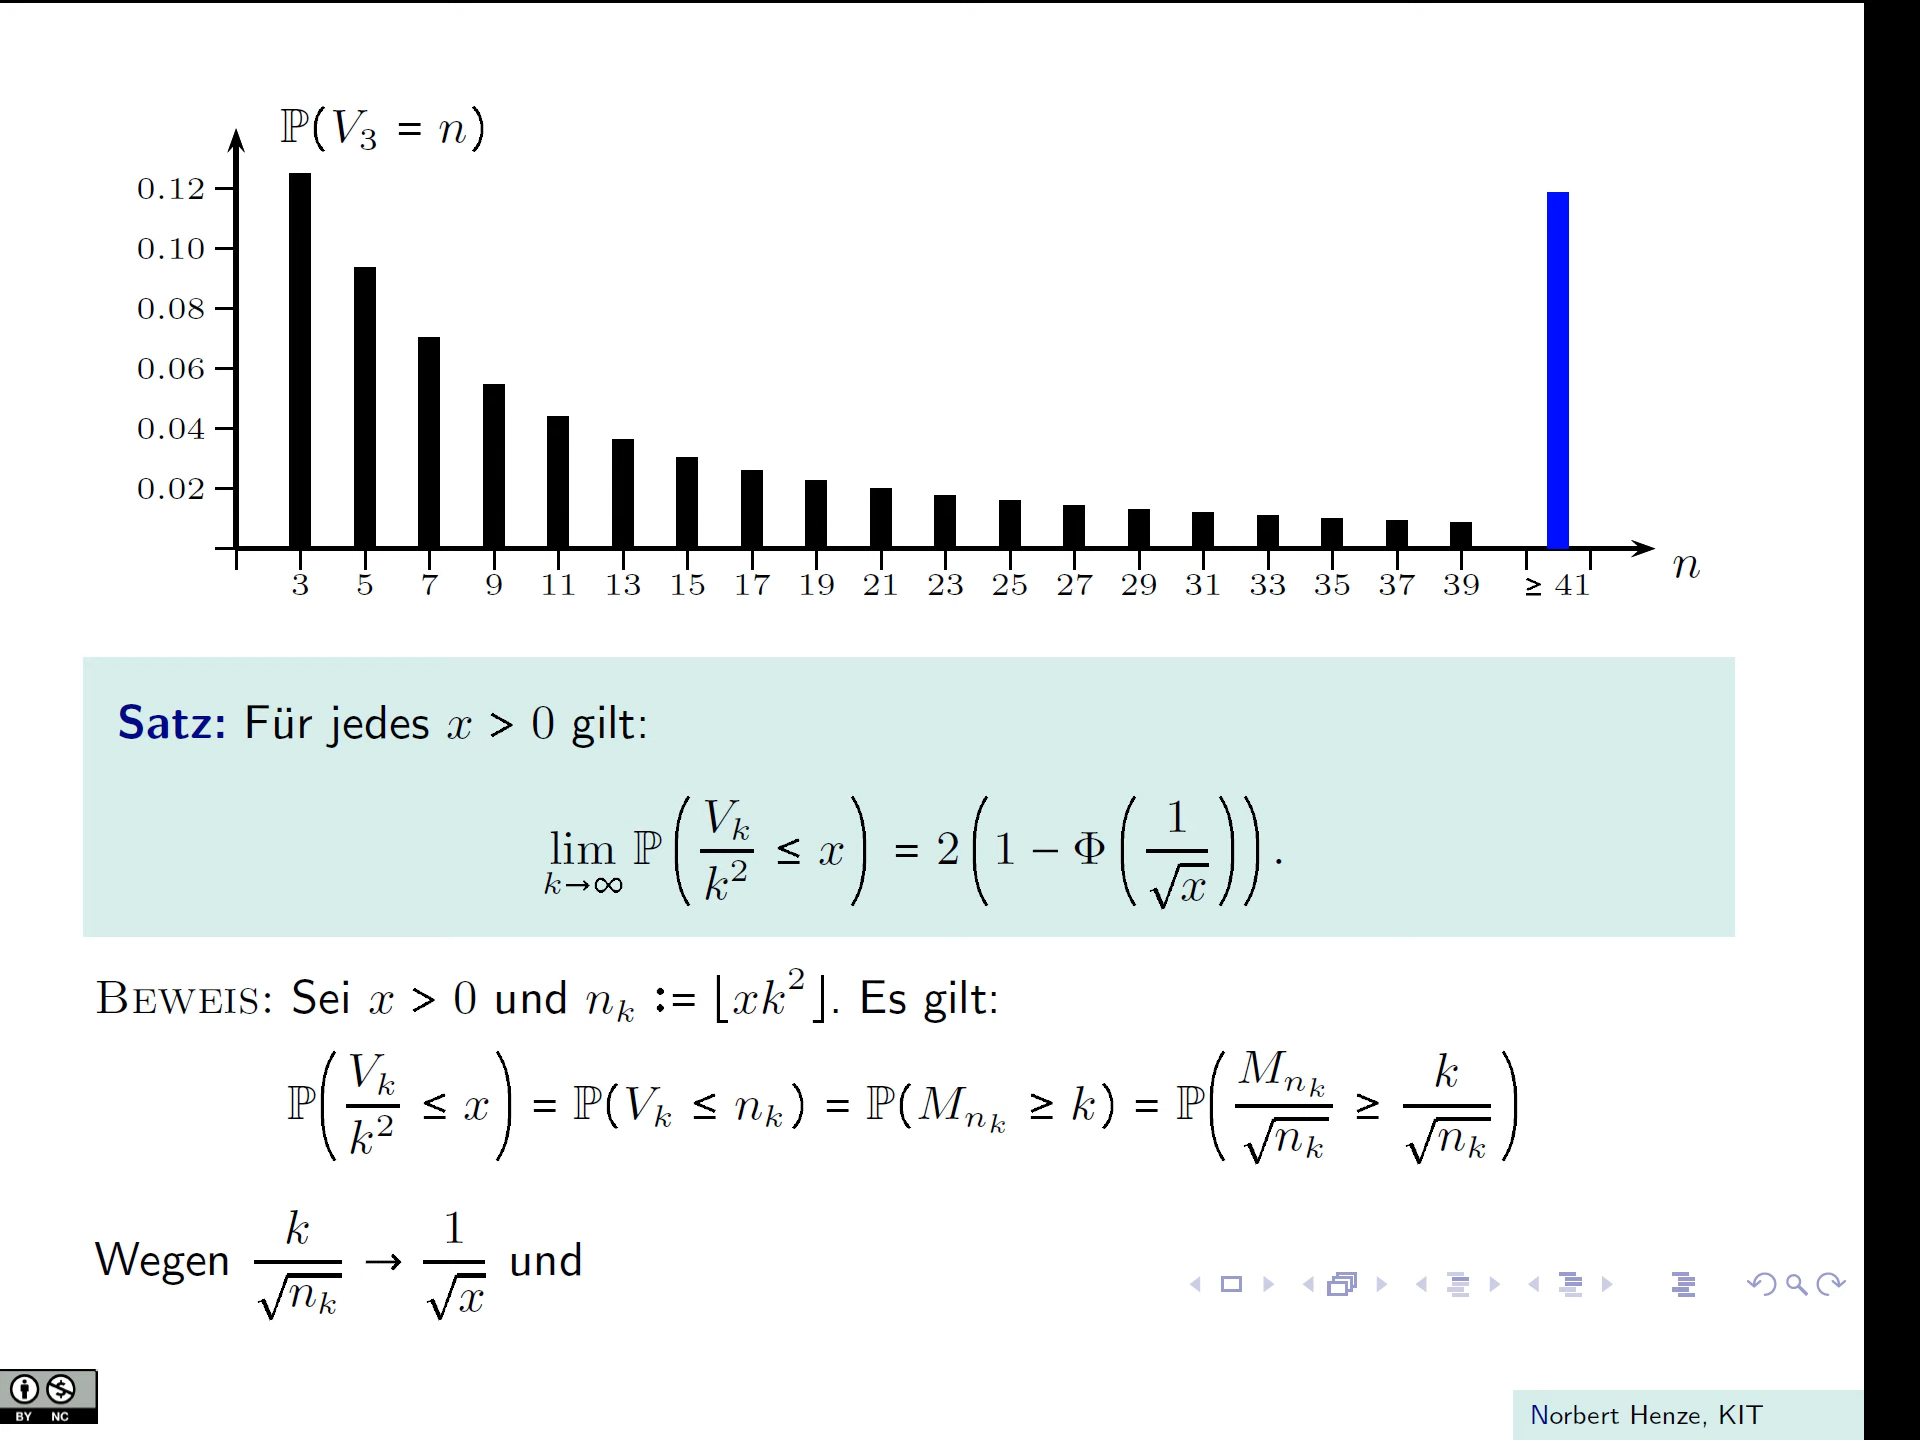 ℙ(V₃ = n)
0.12
0.10
0.08
0.06
0.04
0.02
3 5 7 9 11 13 15 17 19 21 23 25 27 29 31 33 35 37 39 ≥ 41 n
Satz: Für jedes x > 0 gilt:
lim_{k→∞} ℙ(V_k/k² ≤ x) = 2(1 − Φ(1/√x)).
Beweis: Sei x > 0 und n_k := ⌊xk²⌋. Es gilt:
ℙ(V_k/k² ≤ x) = ℙ(V_k ≤ n_k) = ℙ(M_{n_k} ≥ k) = ℙ(M_{n_k}/√n_k ≥ k/√n_k)
Wegen k/√n_k → 1/√x und
BY NC
Norbert Henze, KIT